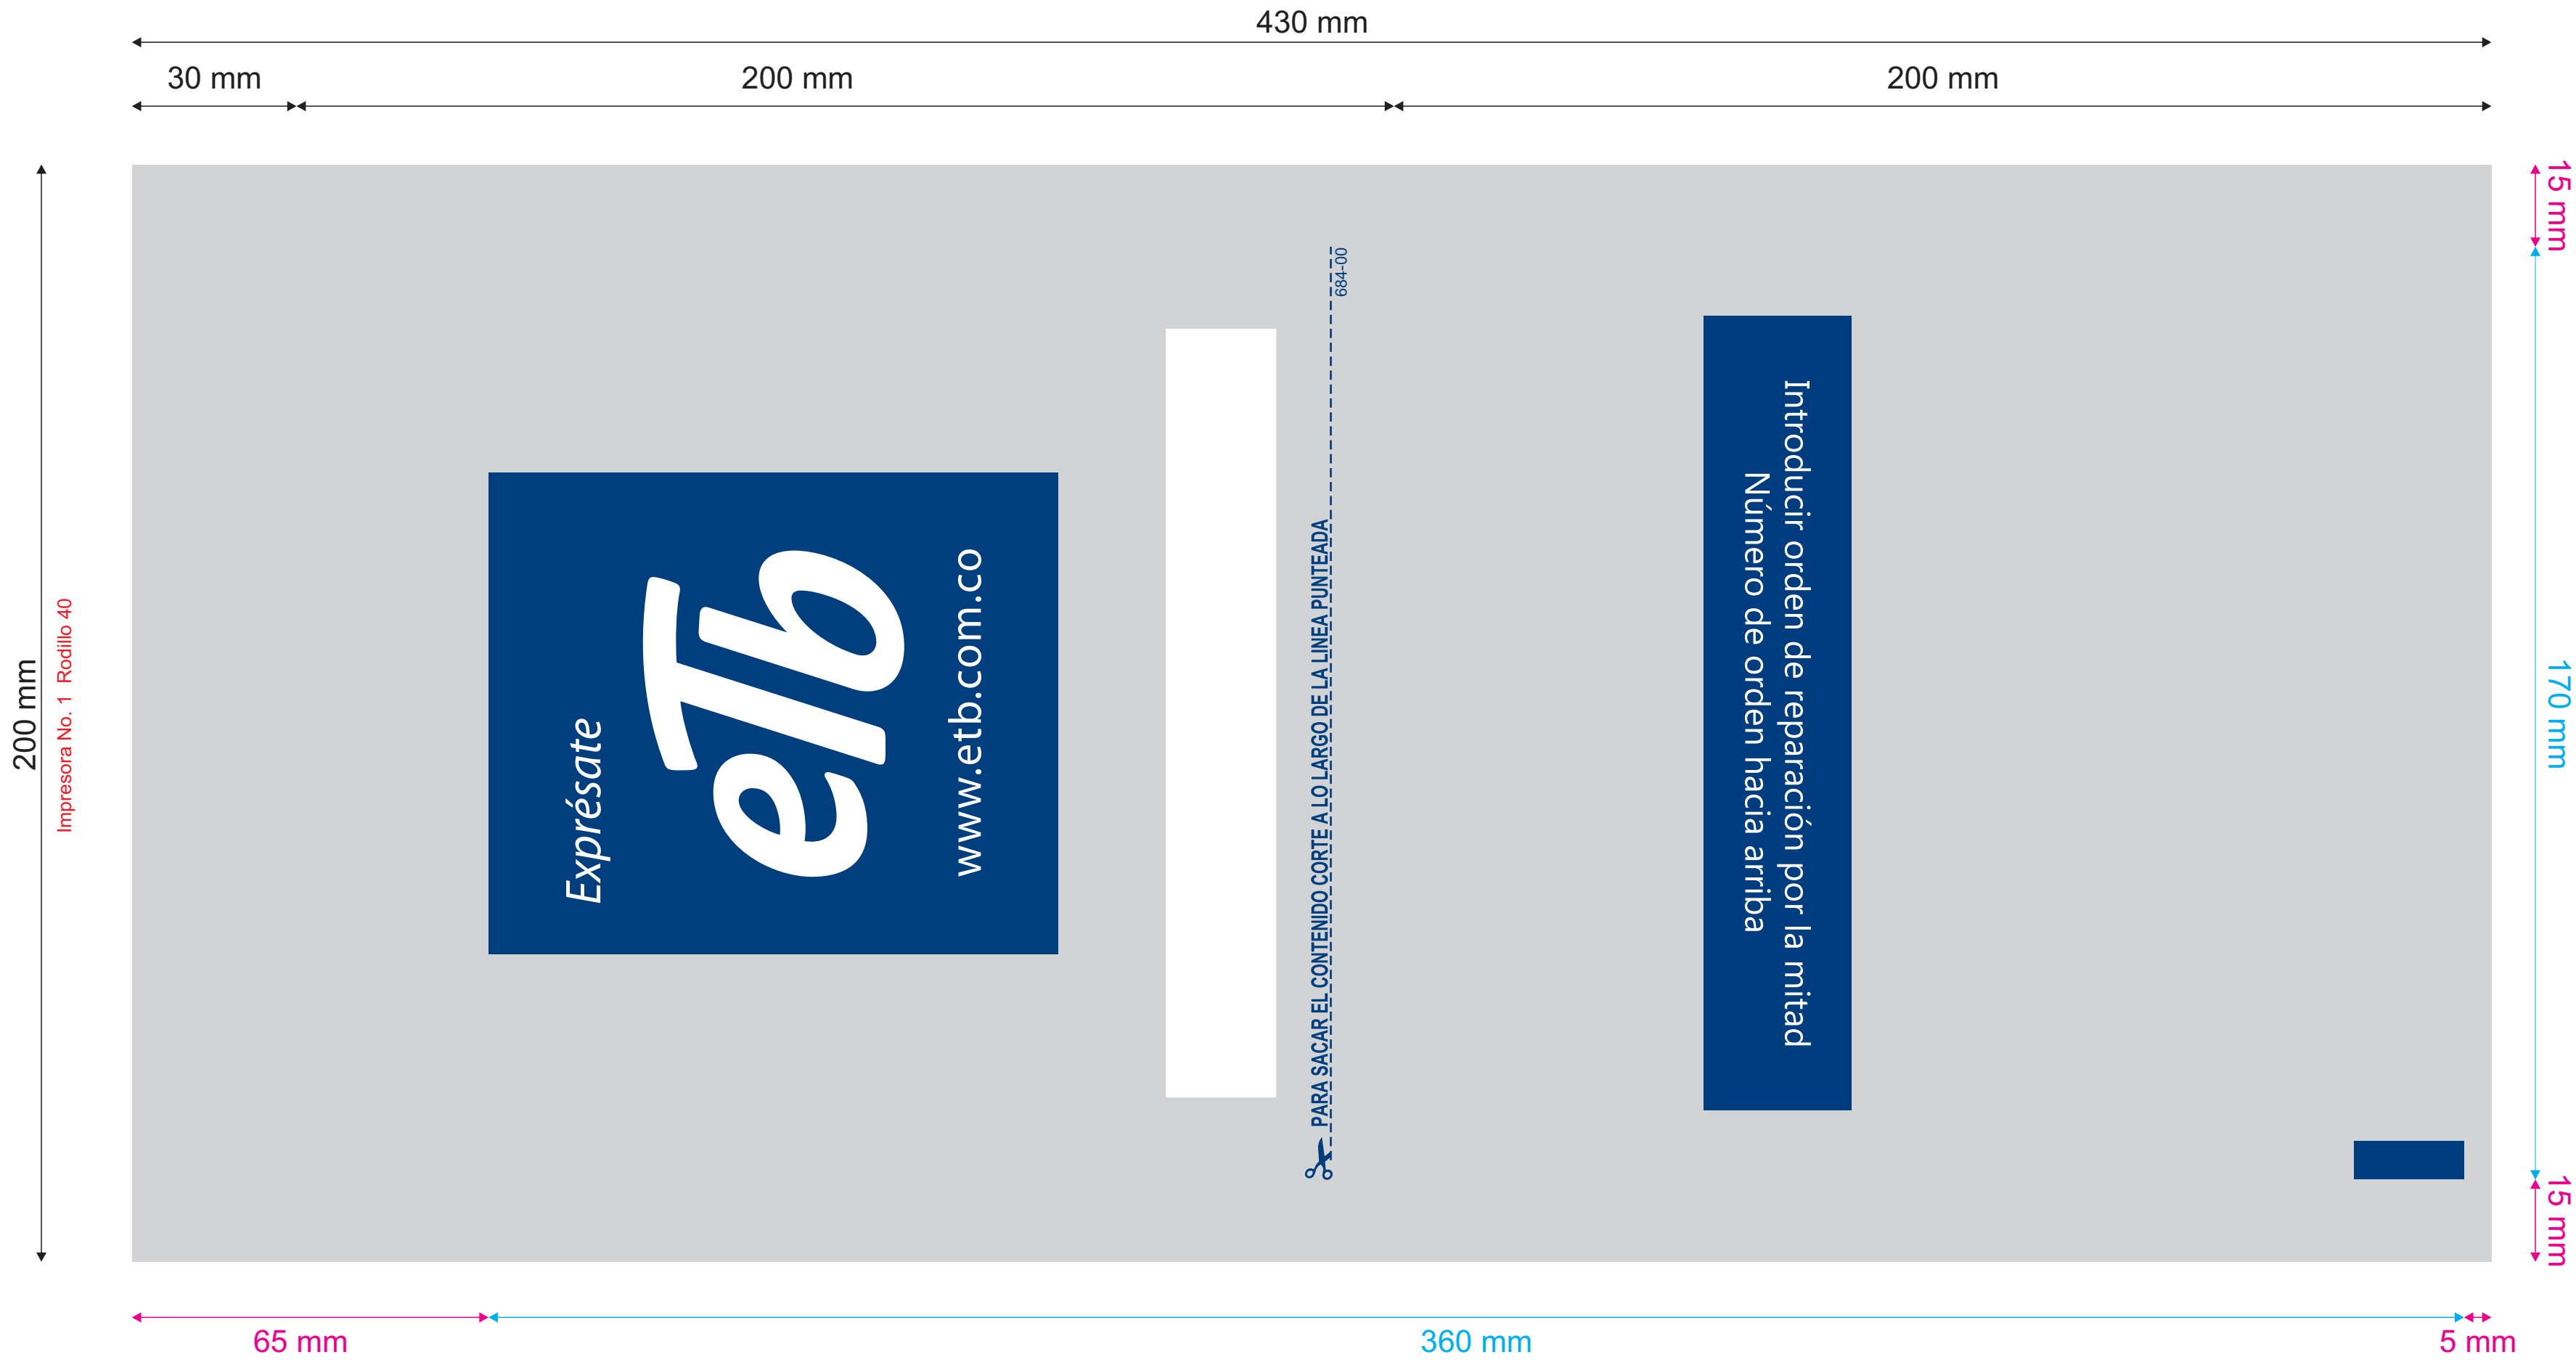 430 mm
30 mm
200 mm
200 mm
200 mm
Impresora No. 1 Rodillo 40
Exprésate
eTb
www.etb.com.co
PARA SACAR EL CONTENIDO CORTE A LO LARGO DE LA LINEA PUNTEADA
684-00
Introducir orden de reparación por la mitad
Número de orden hacia arriba
15 mm
170 mm
15 mm
65 mm
360 mm
5 mm